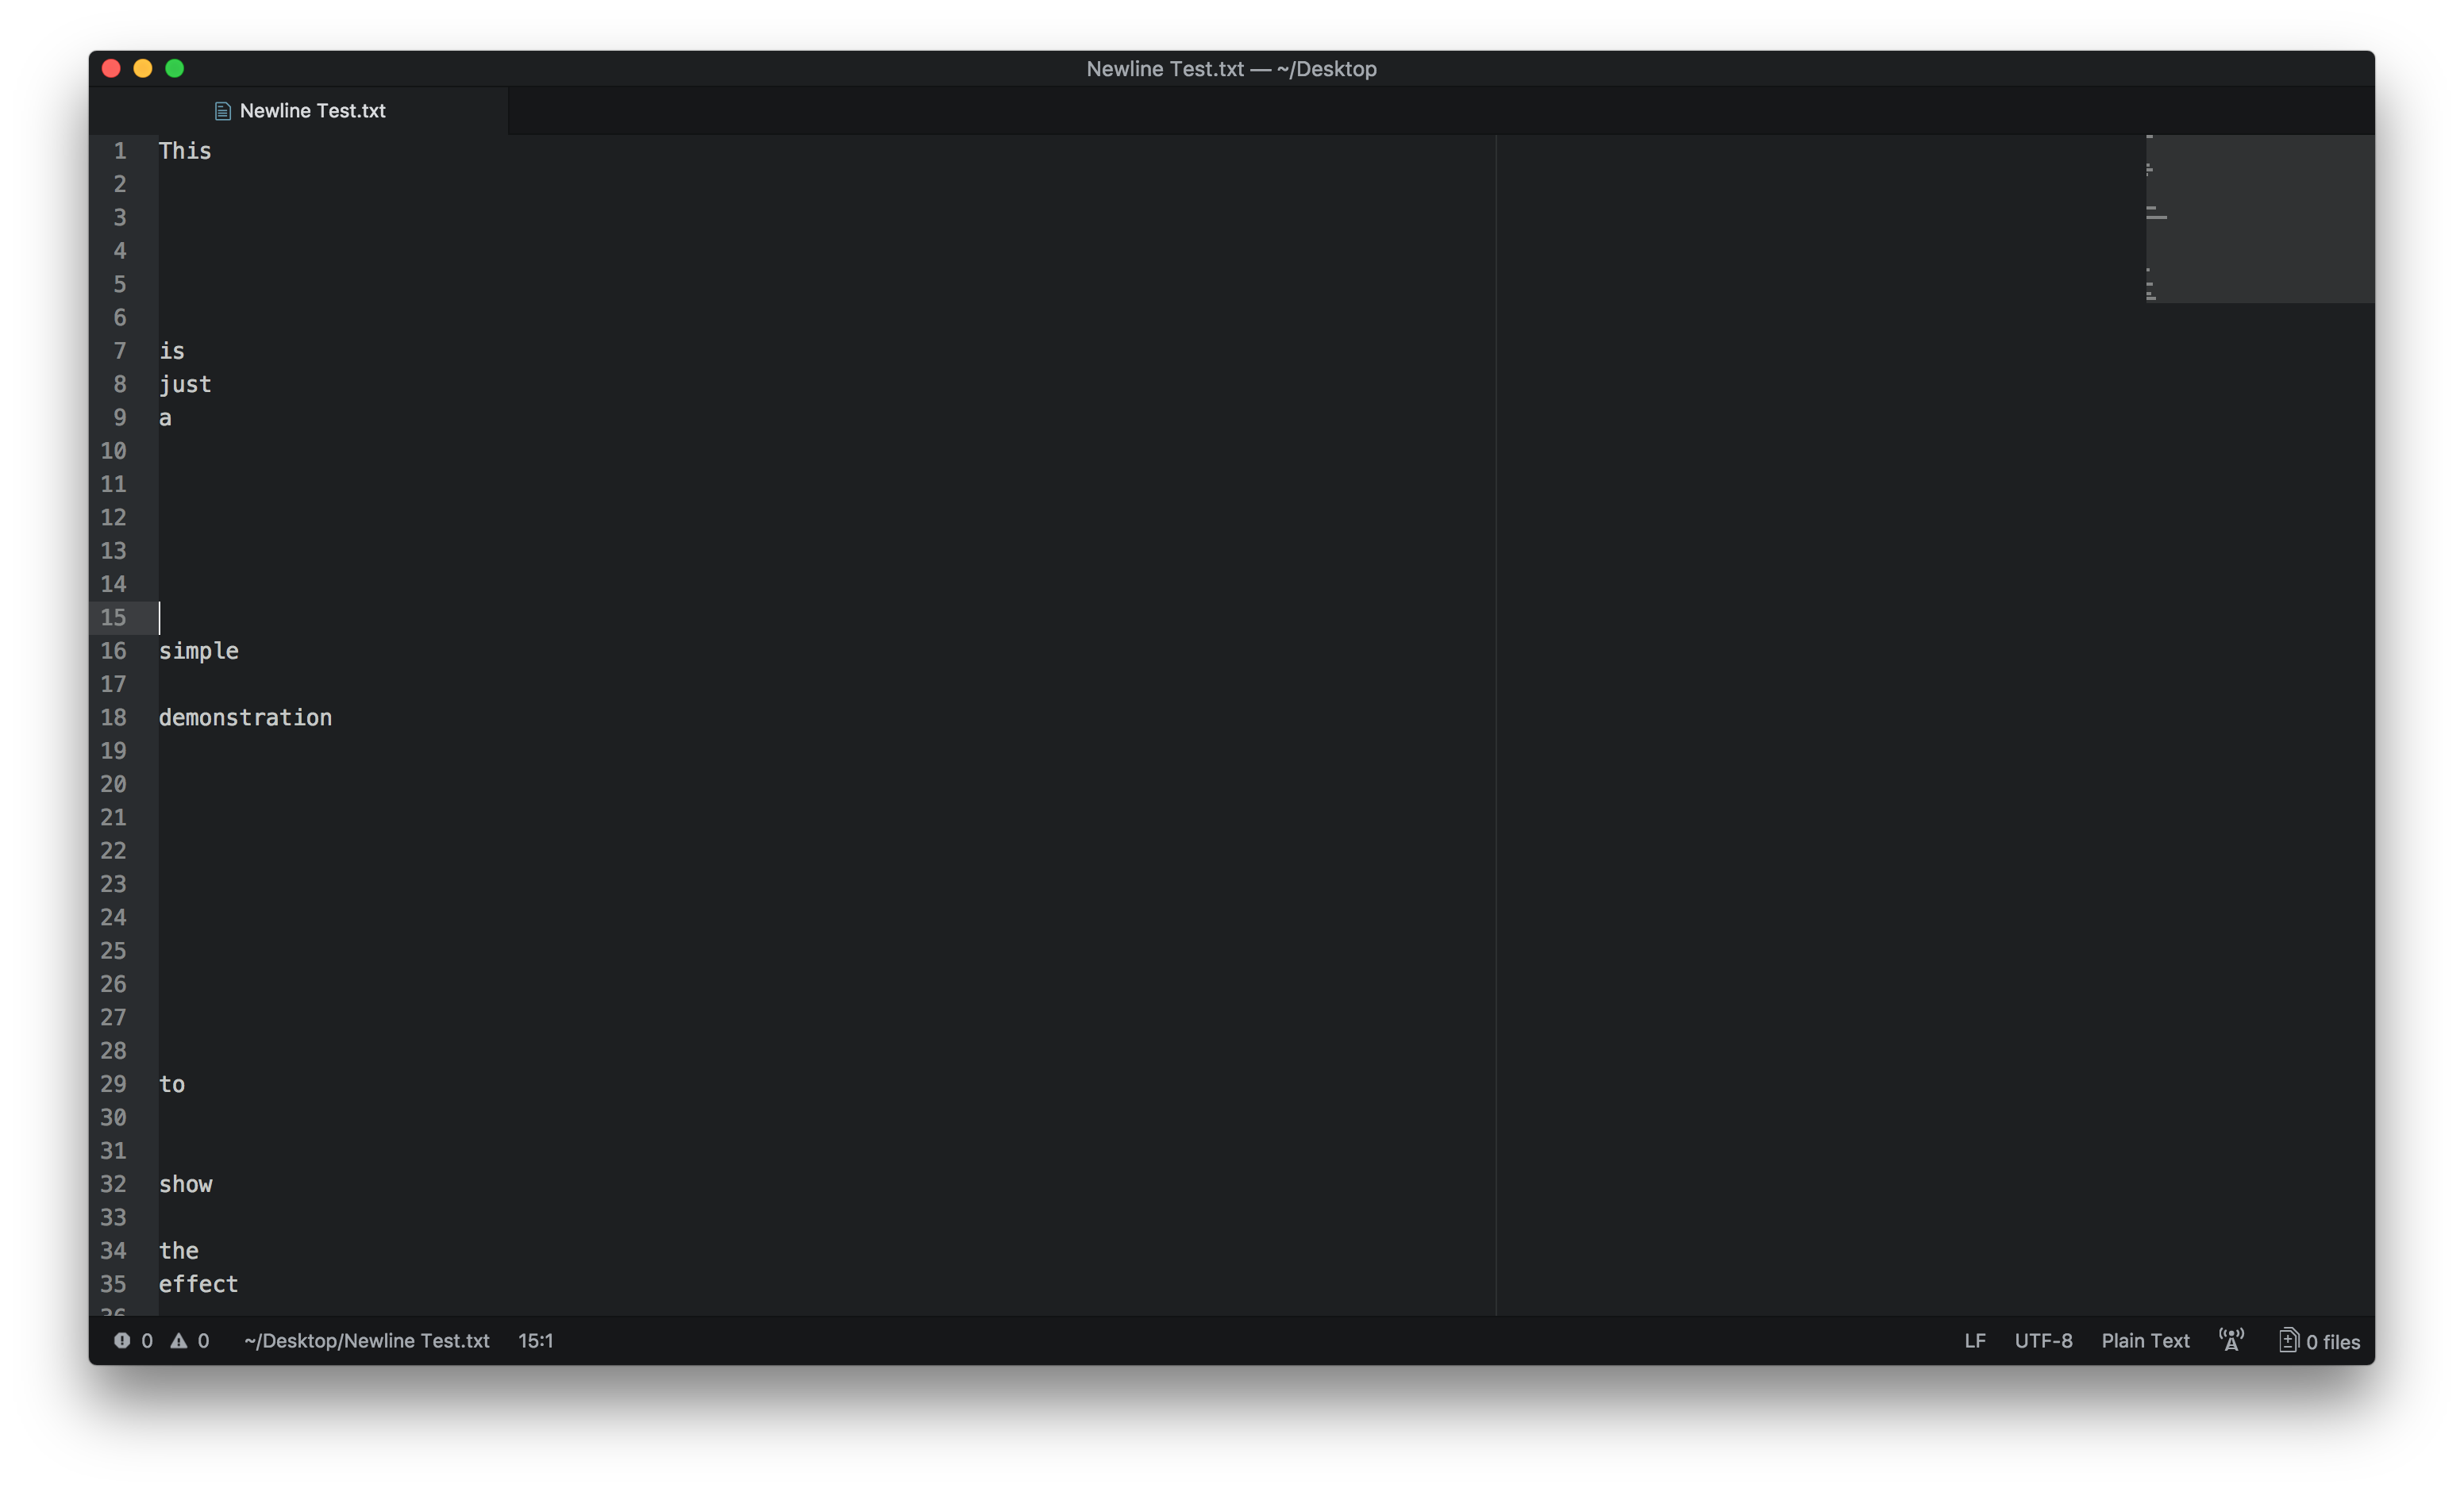 Newline Test.txt — ~/Desktop
Newline Test.txt
1 This
2
3
4
5
6
7 is
8 just
9 a
10
11
12
13
14
15
16 simple
17
18 demonstration
19
20
21
22
23
24
25
26
27
28
29 to
30
31
32 show
33
34 the
35 effect
36
0 0 ~/Desktop/Newline Test.txt 15:1 LF UTF-8 Plain Text 0 files